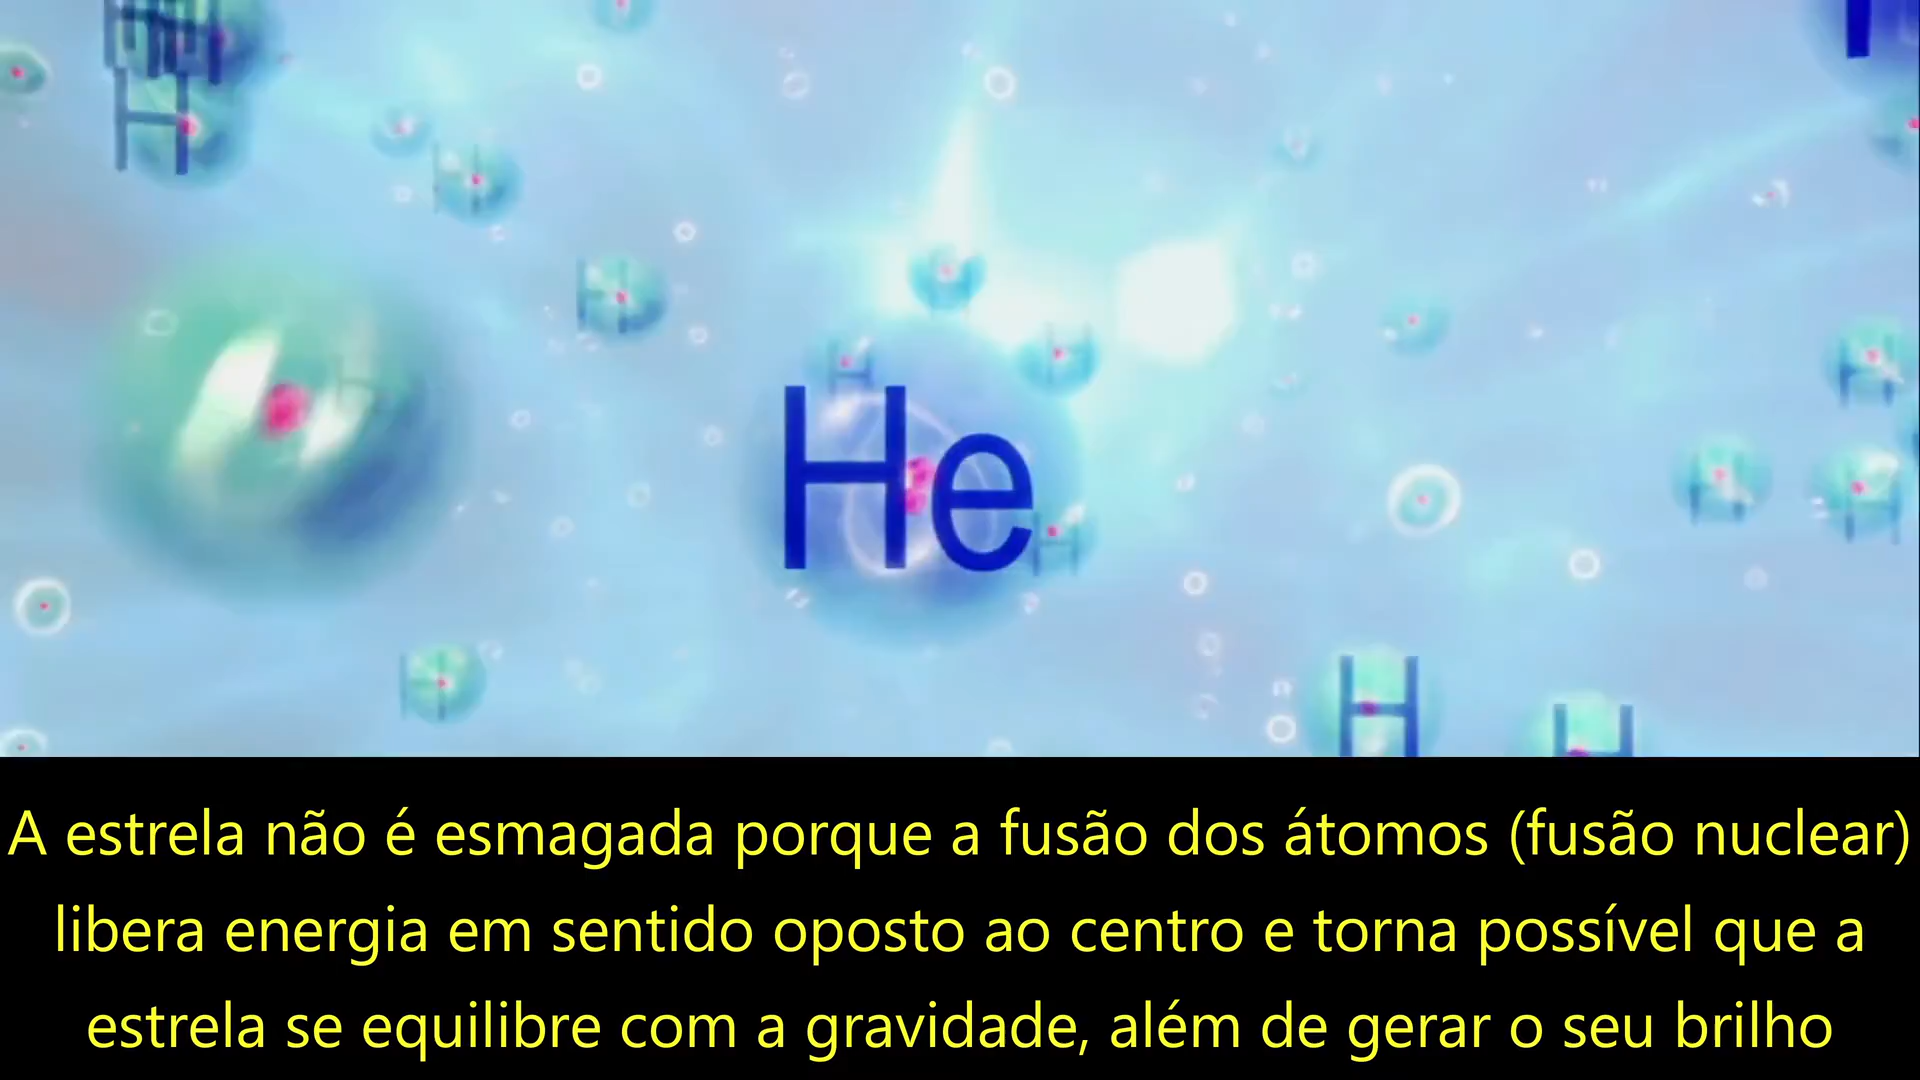 H
H
H
H
H
H
He
H
H
H
H
H
H
A estrela não é esmagada porque a fusão dos átomos (fusão nuclear)
libera energia em sentido oposto ao centro e torna possível que a
estrela se equilibre com a gravidade, além de gerar o seu brilho